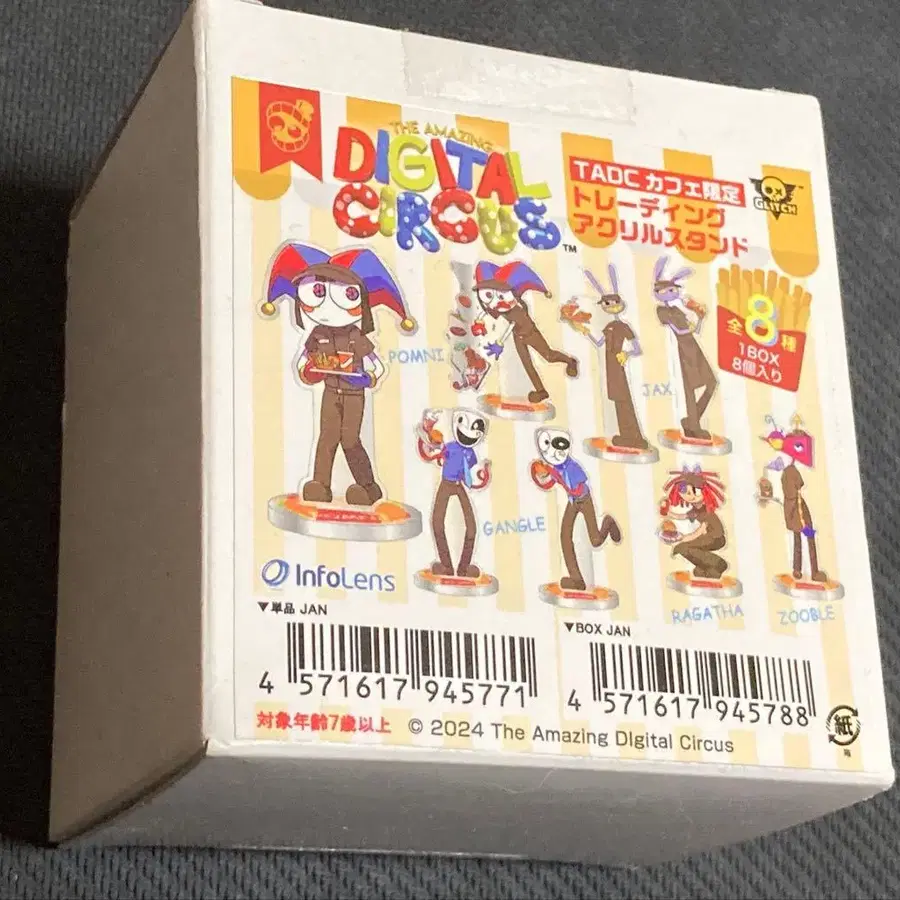 THE AMAZING
DIGITAL
CIRCUS™
TADC カフェ限定
トレーディング
アクリルスタンド
GLITCH
全8種
1BOX
8個入り
POMNI
JAX
GANGLE
RAGATHA
ZOOBLE
InfoLens
▼単品 JAN
4 571617 945771
▼BOX JAN
4 571617 945788
対象年齢7歳以上
© 2024 The Amazing Digital Circus
紙
箱